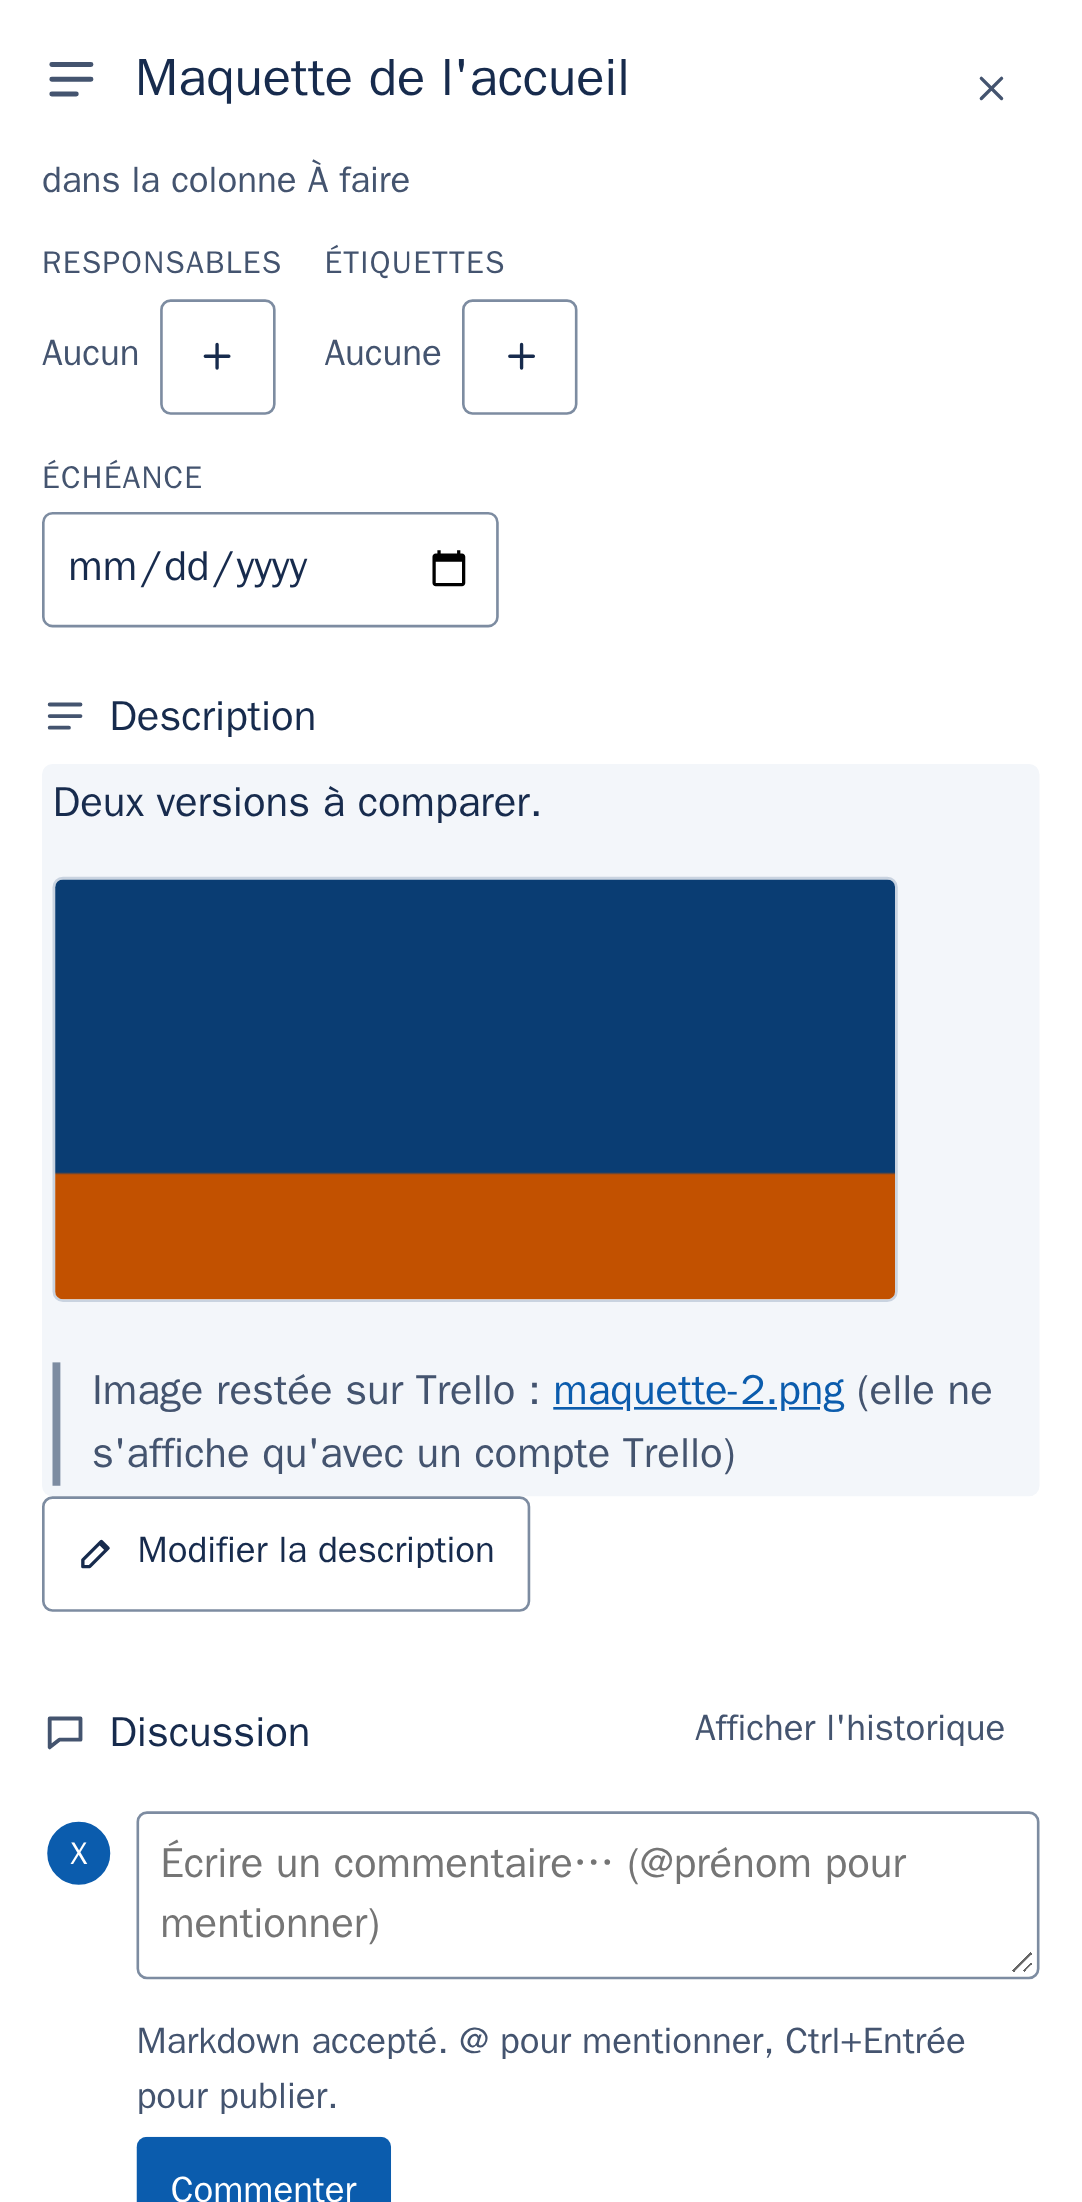 Maquette de l'accueil
dans la colonne À faire
RESPONSABLES ÉTIQUETTES
Aucun + Aucune +
ÉCHÉANCE
mm/dd/yyyy
Description
Deux versions à comparer.
Image restée sur Trello : maquette-2.png (elle ne
s'affiche qu'avec un compte Trello)
Modifier la description
Discussion Afficher l'historique
X Écrire un commentaire… (@prénom pour
mentionner)
Markdown accepté. @ pour mentionner, Ctrl+Entrée
pour publier.
Commenter